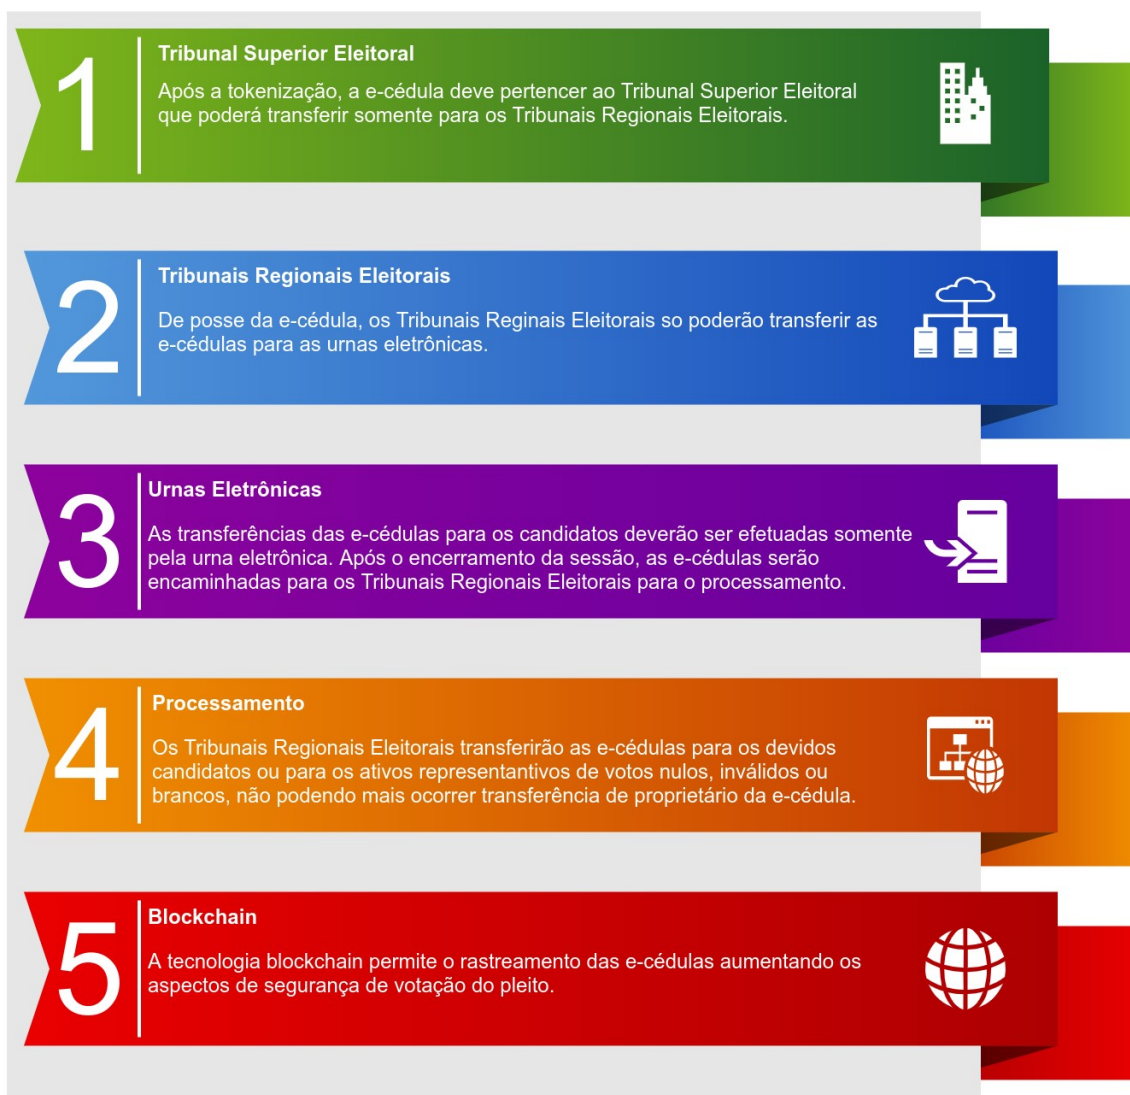 1
Tribunal Superior Eleitoral
Após a tokenização, a e-cédula deve pertencer ao Tribunal Superior Eleitoral
que poderá transferir somente para os Tribunais Regionais Eleitorais.
2
Tribunais Regionais Eleitorais
De posse da e-cédula, os Tribunais Reginais Eleitorais so poderão transferir as
e-cédulas para as urnas eletrônicas.
3
Urnas Eletrônicas
As transferências das e-cédulas para os candidatos deverão ser efetuadas somente
pela urna eletrônica. Após o encerramento da sessão, as e-cédulas serão
encaminhadas para os Tribunais Regionais Eleitorais para o processamento.
4
Processamento
Os Tribunais Regionais Eleitorais transferirão as e-cédulas para os devidos
candidatos ou para os ativos representantivos de votos nulos, inválidos ou
brancos, não podendo mais ocorrer transferência de proprietário da e-cédula.
5
Blockchain
A tecnologia blockchain permite o rastreamento das e-cédulas aumentando os
aspectos de segurança de votação do pleito.